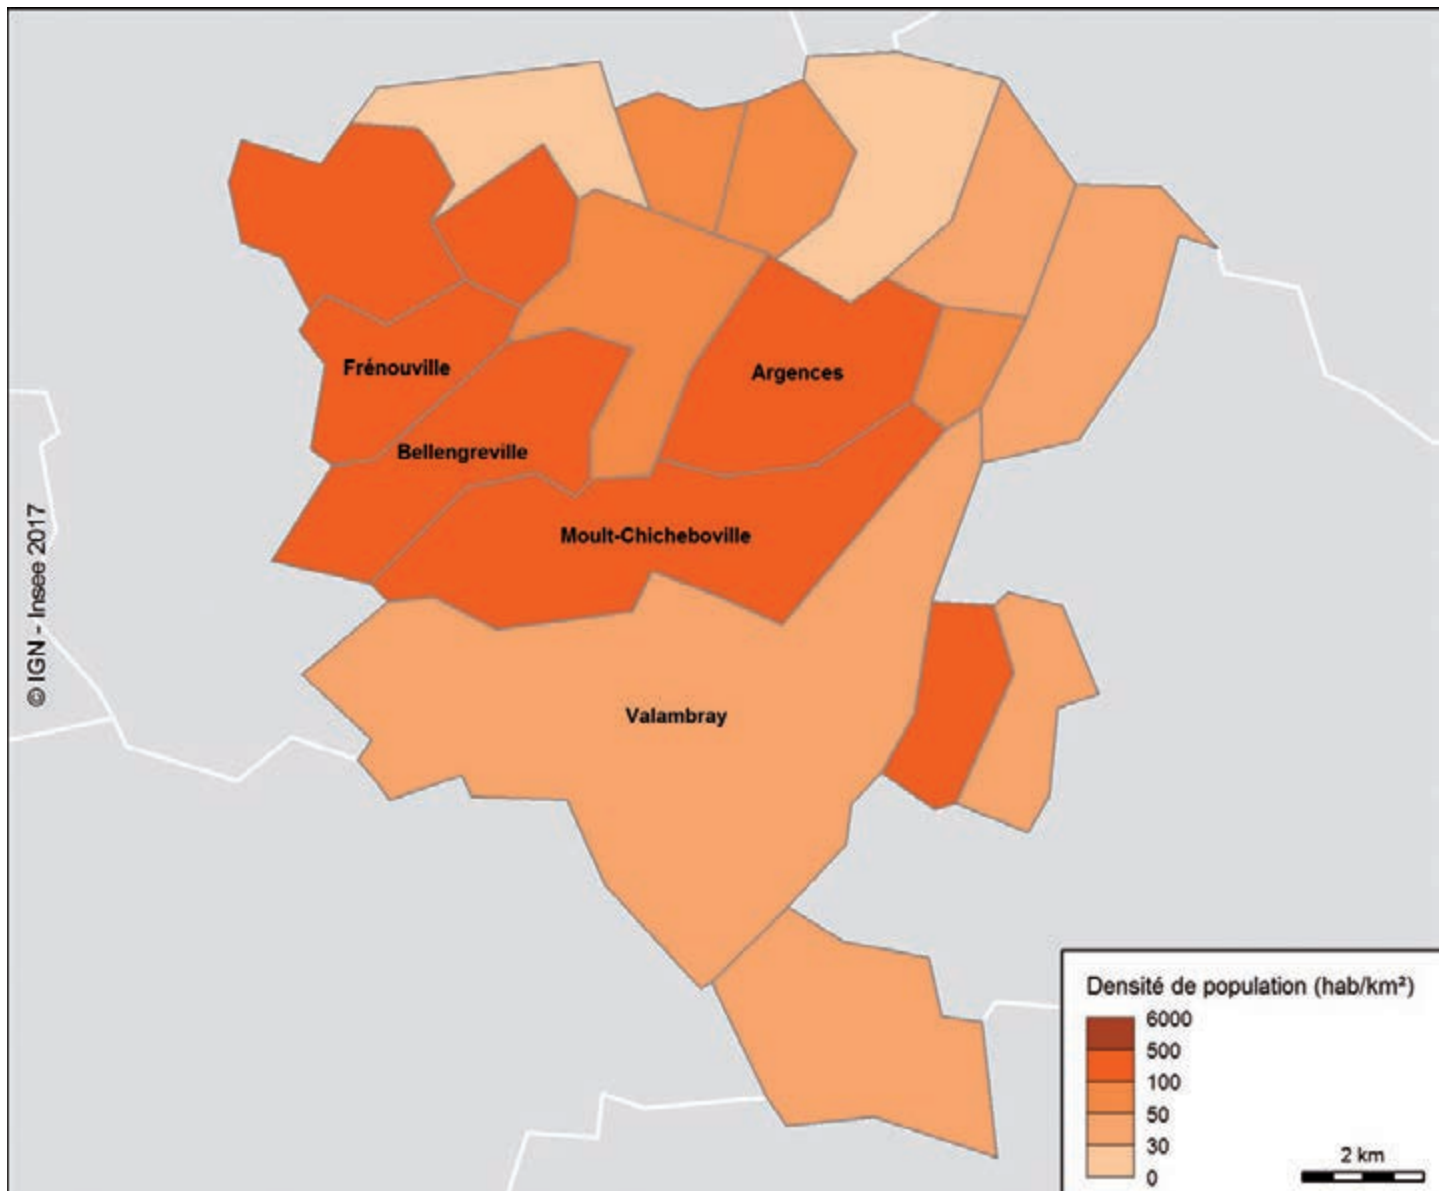 Frénouville
Argences
Bellengreville
Moult-Chicheboville
© IGN - Insee 2017
Valambray
Densité de population (hab/km²)
6000
500
100
50
30
0
2 km